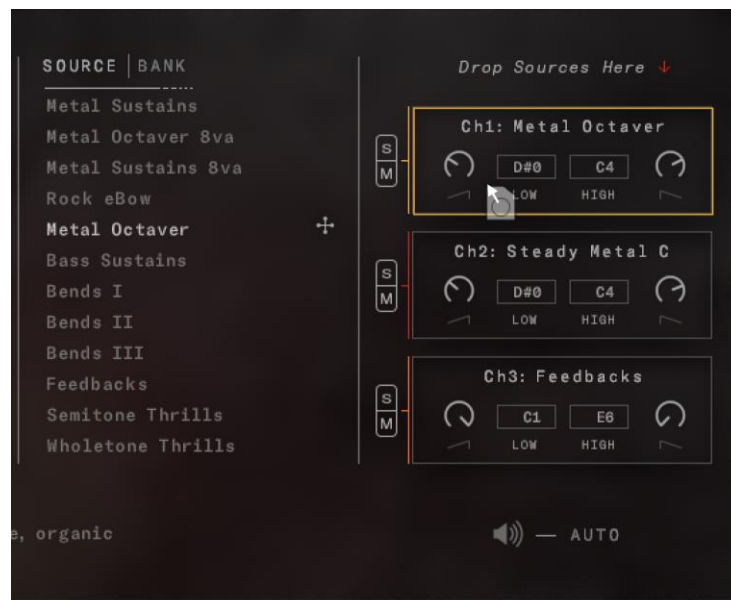 SOURCE | BANK
Metal Sustains
Metal Octaver 8va
Metal Sustains 8va
Rock eBow
Metal Octaver
Bass Sustains
Bends I
Bends II
Bends III
Feedbacks
Semitone Thrills
Wholetone Thrills
e, organic
Drop Sources Here ↓
S
M
Ch1: Metal Octaver
D#0 C4
LOW HIGH
S
M
Ch2: Steady Metal C
D#0 C4
LOW HIGH
S
M
Ch3: Feedbacks
C1 E6
LOW HIGH
— AUTO